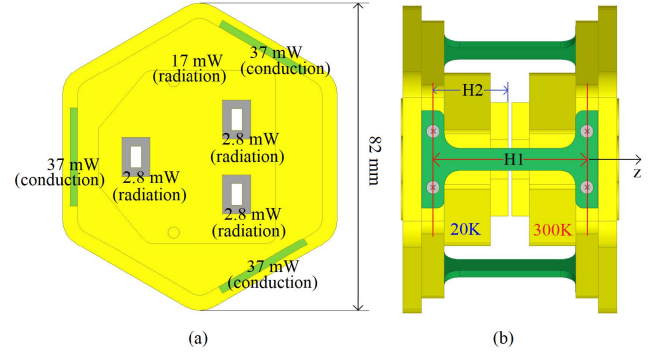 37 mW
(conduction)
17 mW
(radiation)
2.8 mW
(radiation)
37 mW
(conduction)
2.8 mW
(radiation)
2.8 mW
(radiation)
37 mW
(conduction)
82 mm
(a)
H2
H1
z
20K
300K
(b)